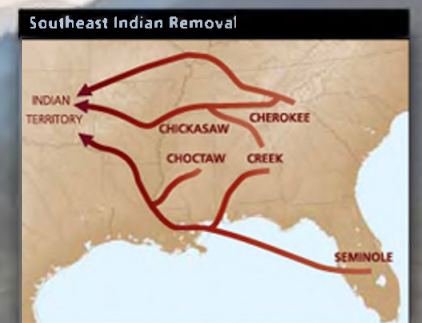 Southeast Indian Removal
INDIAN
TERRITORY
CHEROKEE
CHICKASAW
CHOCTAW
CREEK
SEMINOLE